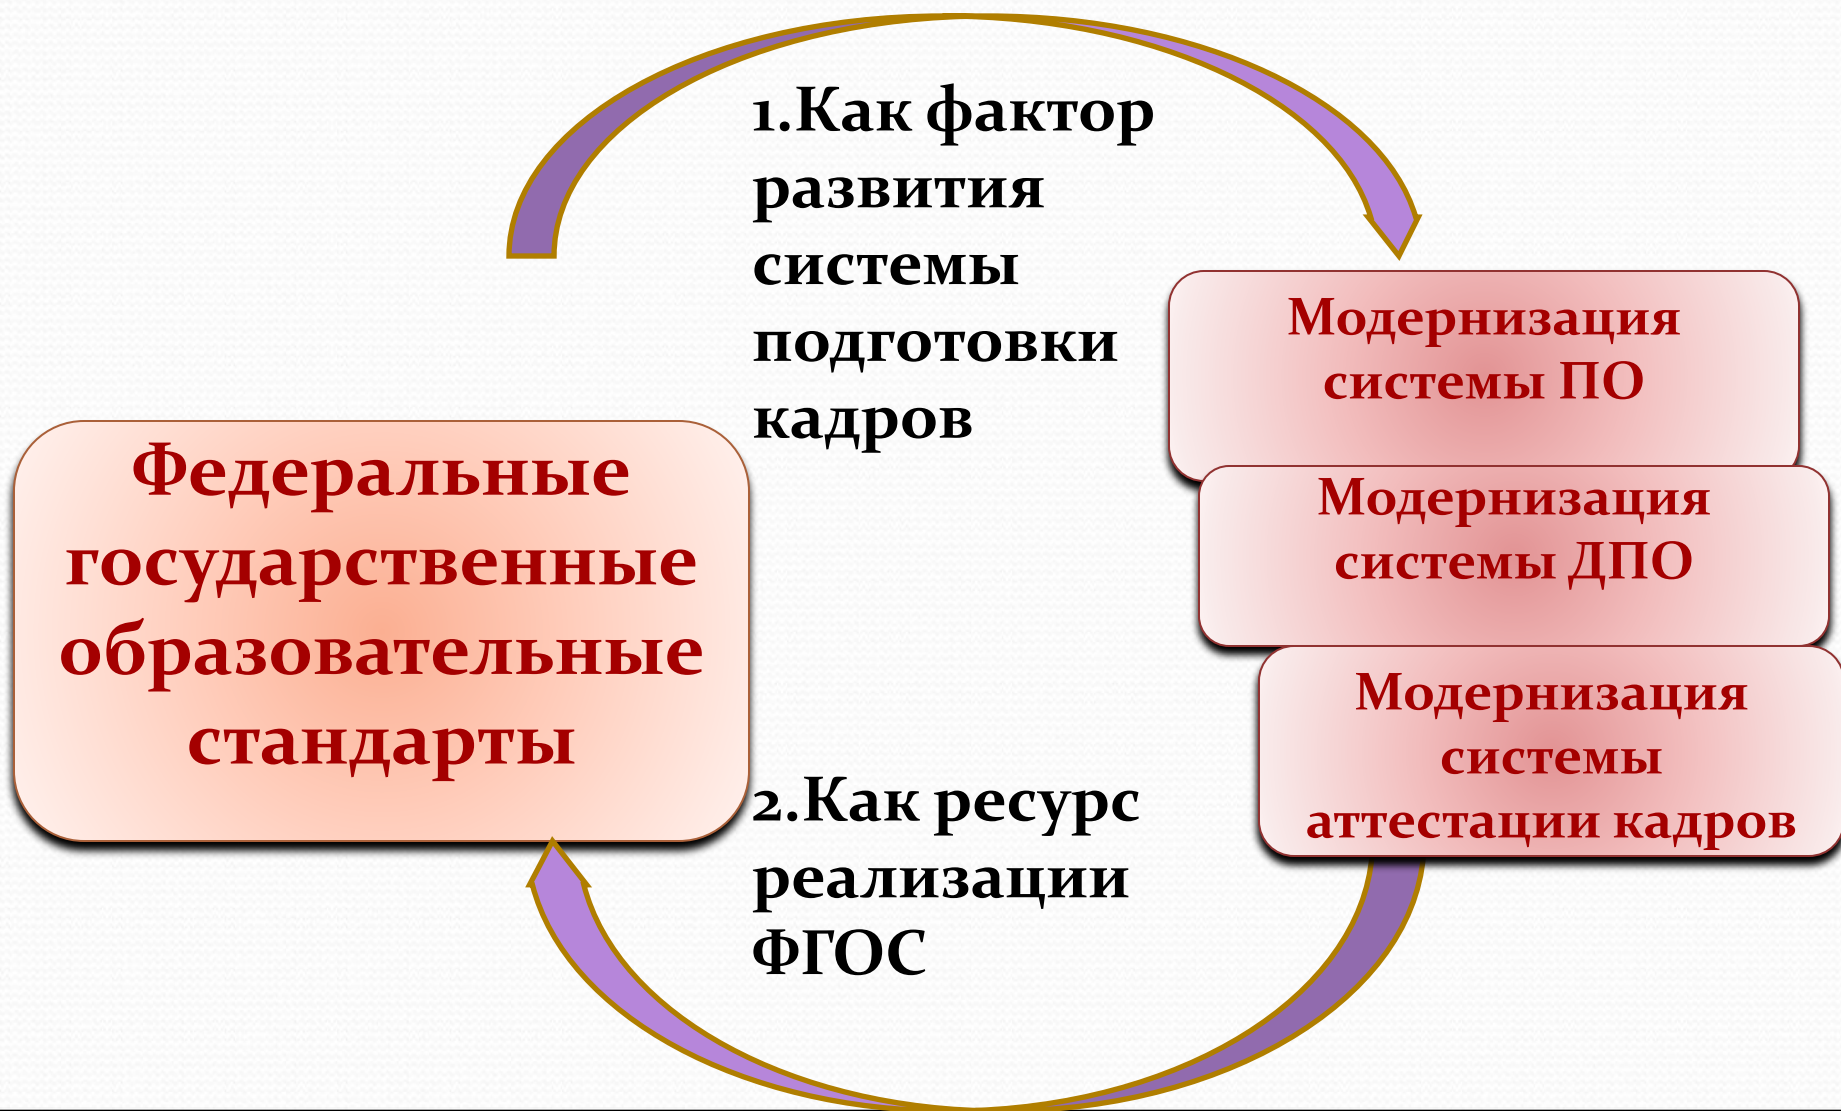 1.Как фактор
развития
системы
подготовки
кадров
Федеральные
государственные
образовательные
стандарты
Модернизация
системы ПО
Модернизация
системы ДПО
Модернизация
системы
аттестации кадров
2.Как ресурс
реализации
ФГОС